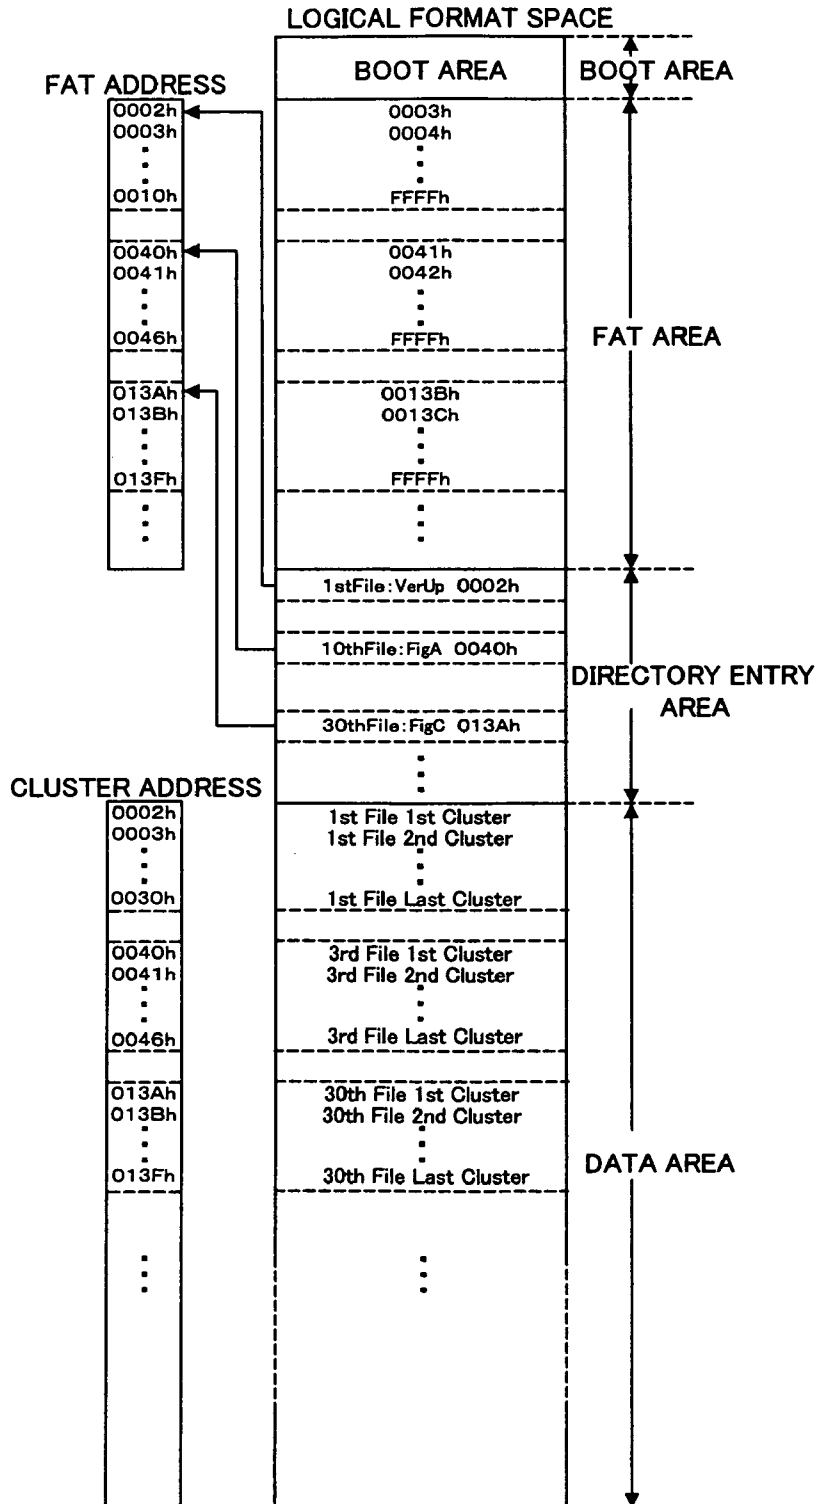 LOGICAL FORMAT SPACE
BOOT AREA
BOOT AREA
FAT ADDRESS
0002h
0003h
0010h
0040h
0041h
0046h
013Ah
013Bh
013Fh
0003h
0004h
FFFFh
0041h
0042h
FFFFh
0013Bh
0013Ch
FFFFh
FAT AREA
1stFile:VerUp 0002h
10thFile:FigA 0040h
30thFile:FigC 013Ah
DIRECTORY ENTRY
AREA
CLUSTER ADDRESS
0002h
0003h
0030h
0040h
0041h
0046h
013Ah
013Bh
013Fh
1st File 1st Cluster
1st File 2nd Cluster
1st File Last Cluster
3rd File 1st Cluster
3rd File 2nd Cluster
3rd File Last Cluster
30th File 1st Cluster
30th File 2nd Cluster
30th File Last Cluster
DATA AREA